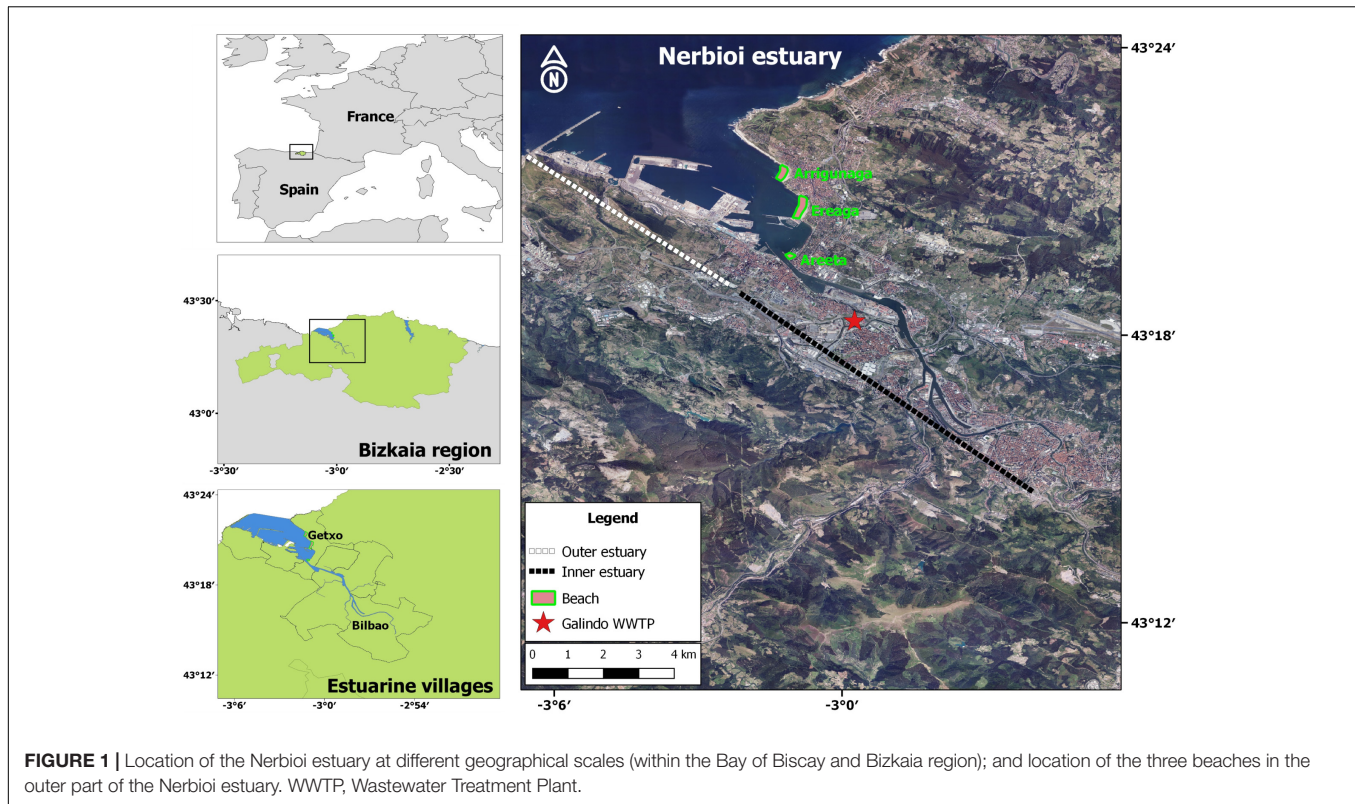 France
Spain
43°30′
43°0′
Bizkaia region
-3°30′
-3°0′
-2°30′
43°24′
43°18′
43°12′
Getxo
Bilbao
Estuarine villages
-3°6′
-3°0′
-2°54′
Nerbioi estuary
N
Arrigunaga
Ereaga
Areeta
43°24′
43°18′
43°12′
Legend
Outer estuary
Inner estuary
Beach
Galindo WWTP
0 1 2 3 4 km
-3°6′
-3°0′
FIGURE 1 | Location of the Nerbioi estuary at different geographical scales (within the Bay of Biscay and Bizkaia region); and location of the three beaches in the
outer part of the Nerbioi estuary. WWTP, Wastewater Treatment Plant.